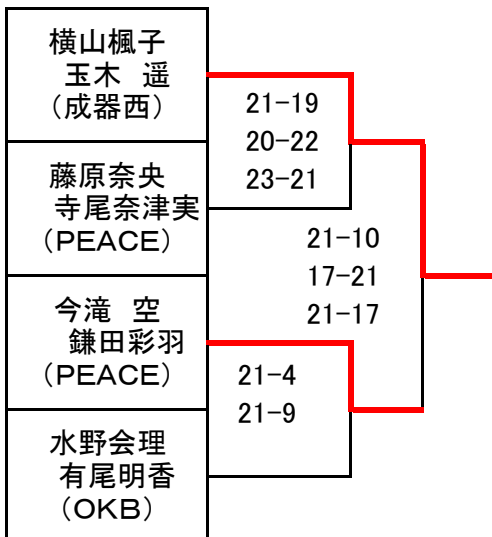 横山楓子
玉木 遥
(成器西)
21-19
20-22
23-21
藤原奈央
寺尾奈津実
(PEACE)
21-10
17-21
21-17
今滝 空
鎌田彩羽
(PEACE)
21-4
21-9
水野会理
有尾明香
(OKB)